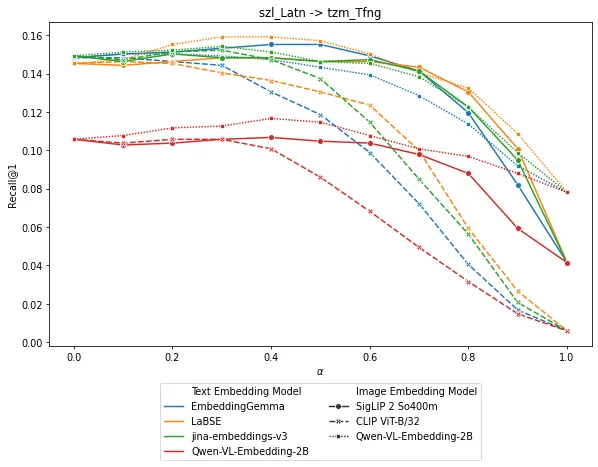 szl_Latn -> tzm_Tfng
0.16
0.14
0.12
0.10
0.08
0.06
0.04
0.02
0.00
Recall@1
0.0 0.2 0.4 0.6 0.8 1.0
α
Text Embedding Model Image Embedding Model
EmbeddingGemma SigLIP 2 So400m
LaBSE CLIP ViT-B/32
jina-embeddings-v3 Qwen-VL-Embedding-2B
Qwen-VL-Embedding-2B